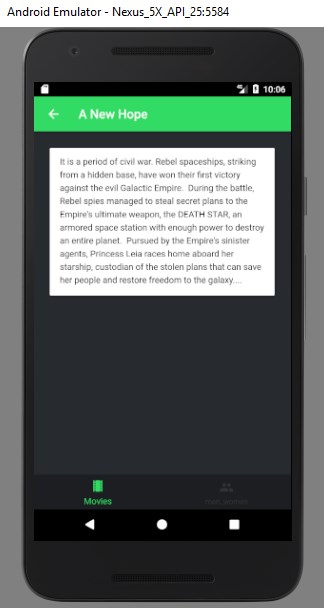 Android Emulator - Nexus_5X_API_25:5584
10:06
A New Hope
It is a period of civil war. Rebel spaceships, striking
from a hidden base, have won their first victory
against the evil Galactic Empire.  During the battle,
Rebel spies managed to steal secret plans to the
Empire's ultimate weapon, the DEATH STAR, an
armored space station with enough power to destroy
an entire planet.  Pursued by the Empire's sinister
agents, Princess Leia races home aboard her
starship, custodian of the stolen plans that can save
her people and restore freedom to the galaxy....
Movies